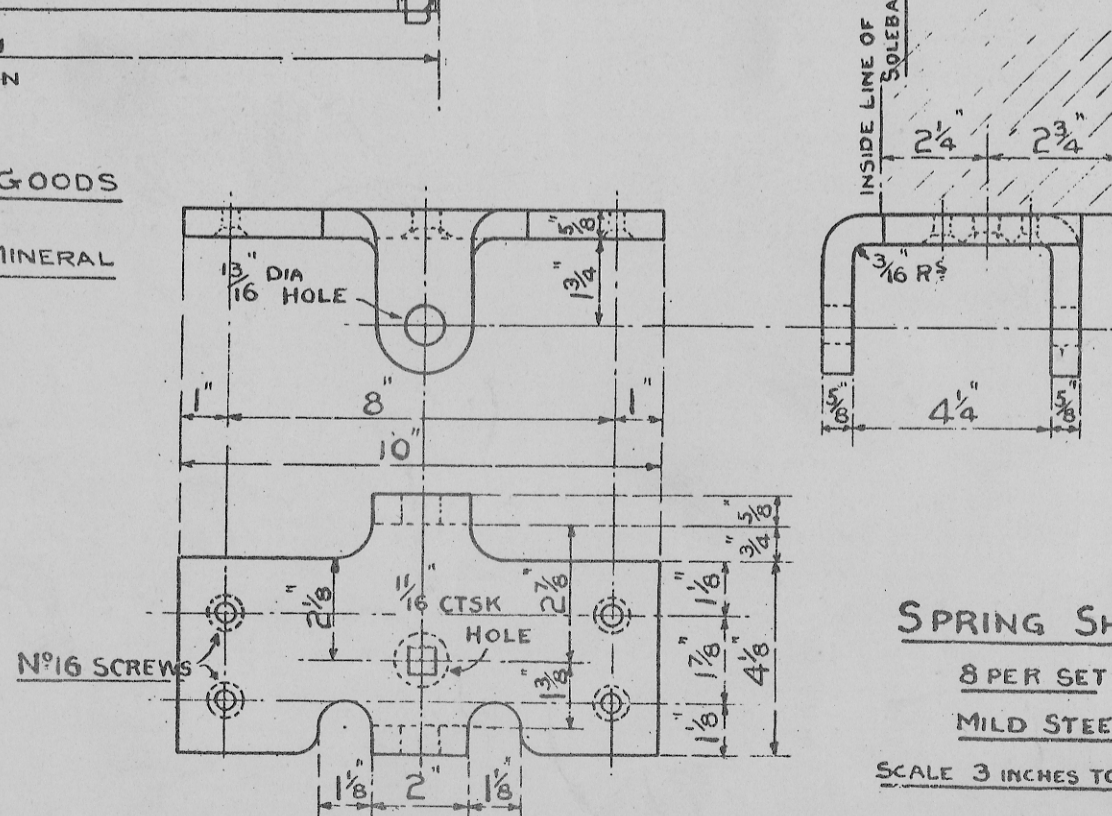 INSIDE LINE OF
GOODS
MINERAL
2 1/4"
2 3/4"
5/8"
1 3/4"
13/16" DIA
HOLE
3/16" RS
1"
8"
1"
10"
5/8"
4 1/4"
5/8"
5/8"
3/4"
2 1/8"
11/16" CTSK
HOLE
2 7/8"
1 3/8"
1 1/8"
1 7/8"
4 1/8"
1 1/8"
Nº16 SCREWS
1 1/8"
2"
1 1/8"
SPRING
8 PER SET
MILD
SCALE 3 INCHES TO